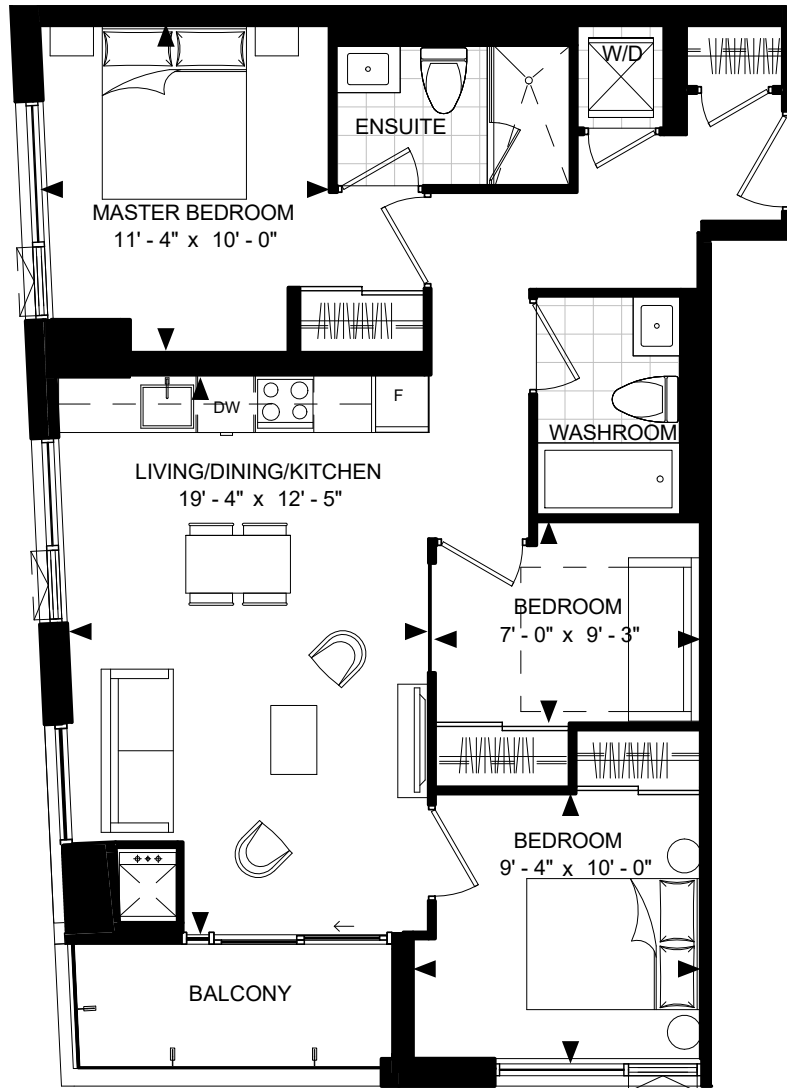 W/D
ENSUITE
MASTER BEDROOM
11' - 4" x 10' - 0"
F
DW
WASHROOM
LIVING/DINING/KITCHEN
19' - 4" x 12' - 5"
BEDROOM
7' - 0" x 9' - 3"
BEDROOM
9' - 4" x 10' - 0"
BALCONY